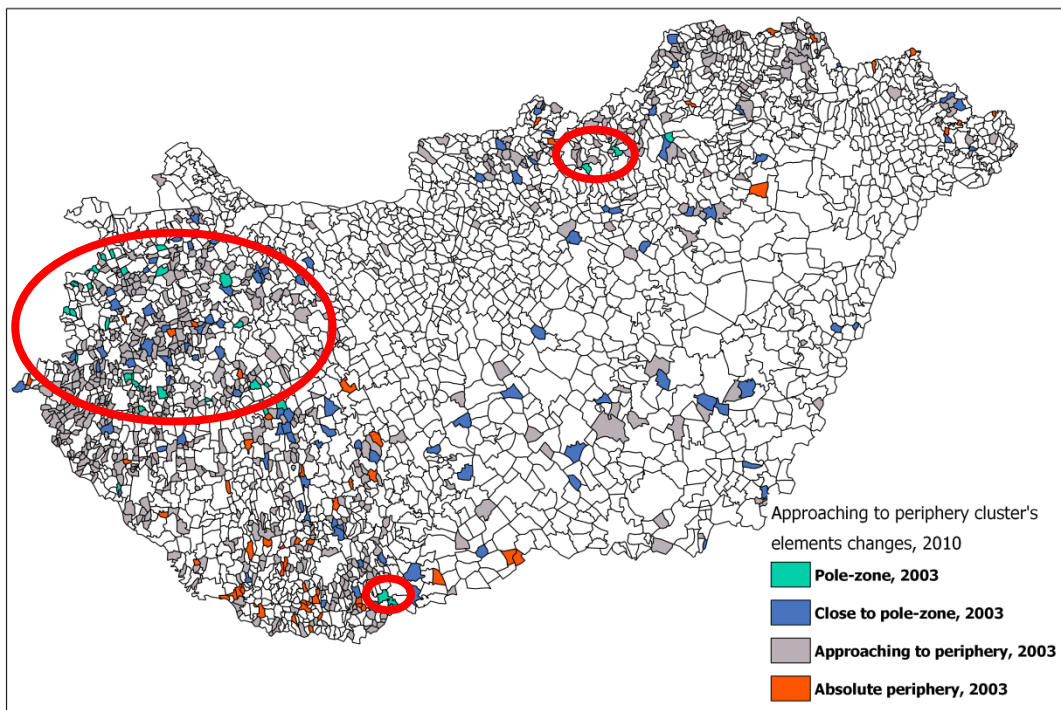 Approaching to periphery cluster's
elements changes, 2010
Pole-zone, 2003
Close to pole-zone, 2003
Approaching to periphery, 2003
Absolute periphery, 2003